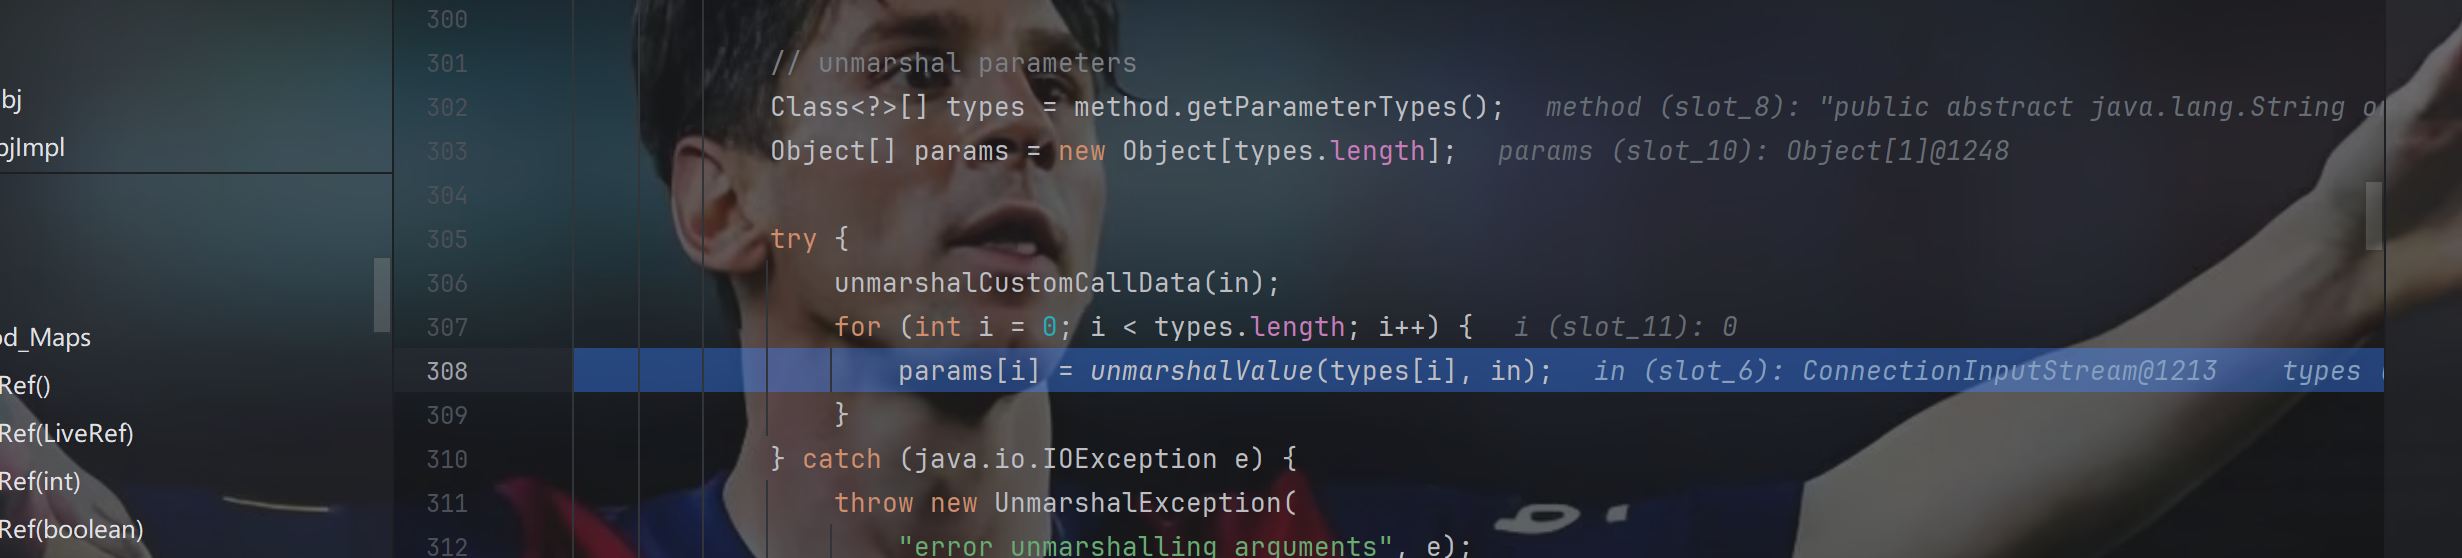 bj
bjImpl
od_Maps
Ref()
Ref(LiveRef)
Ref(int)
Ref(boolean)
300
301 // unmarshal parameters
302 Class<?>[] types = method.getParameterTypes(); method (slot_8): "public abstract java.lang.String o
303 Object[] params = new Object[types.length]; params (slot_10): Object[1]@1248
304
305 try {
306 unmarshalCustomCallData(in);
307 for (int i = 0; i < types.length; i++) { i (slot_11): 0
308 params[i] = unmarshalValue(types[i], in); in (slot_6): ConnectionInputStream@1213 types (
309 }
310 } catch (java.io.IOException e) {
311 throw new UnmarshalException(
312 "error unmarshalling arguments", e);